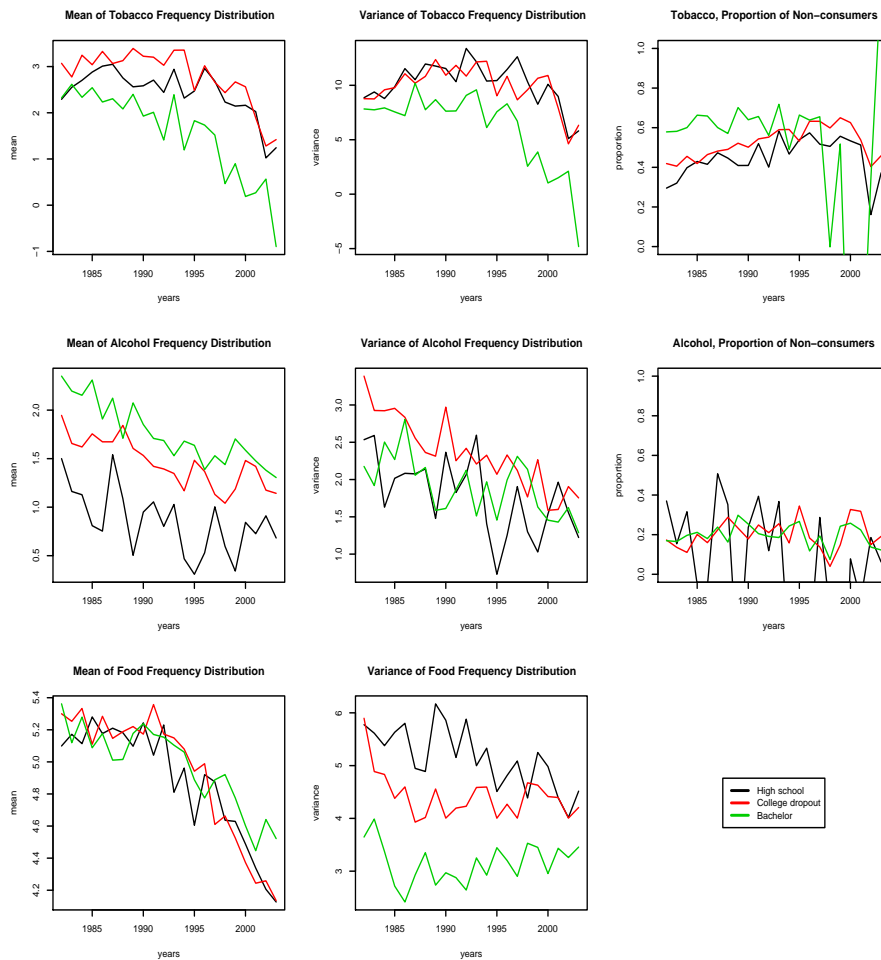 Mean of Tobacco Frequency Distribution
mean
−1
0
1
2
3
1985
1990
1995
2000
years
Variance of Tobacco Frequency Distribution
variance
−5
0
5
10
1985
1990
1995
2000
years
Tobacco, Proportion of Non−consumers
proportion
0.0
0.2
0.4
0.6
0.8
1.0
1985
1990
1995
2000
years
Mean of Alcohol Frequency Distribution
mean
0.5
1.0
1.5
2.0
1985
1990
1995
2000
years
Variance of Alcohol Frequency Distribution
variance
1.0
1.5
2.0
2.5
3.0
1985
1990
1995
2000
years
Alcohol, Proportion of Non−consumers
proportion
0.0
0.2
0.4
0.6
0.8
1.0
1985
1990
1995
2000
years
Mean of Food Frequency Distribution
mean
4.2
4.4
4.6
4.8
5.0
5.2
5.4
1985
1990
1995
2000
years
Variance of Food Frequency Distribution
variance
3
4
5
6
1985
1990
1995
2000
years
High school
College dropout
Bachelor